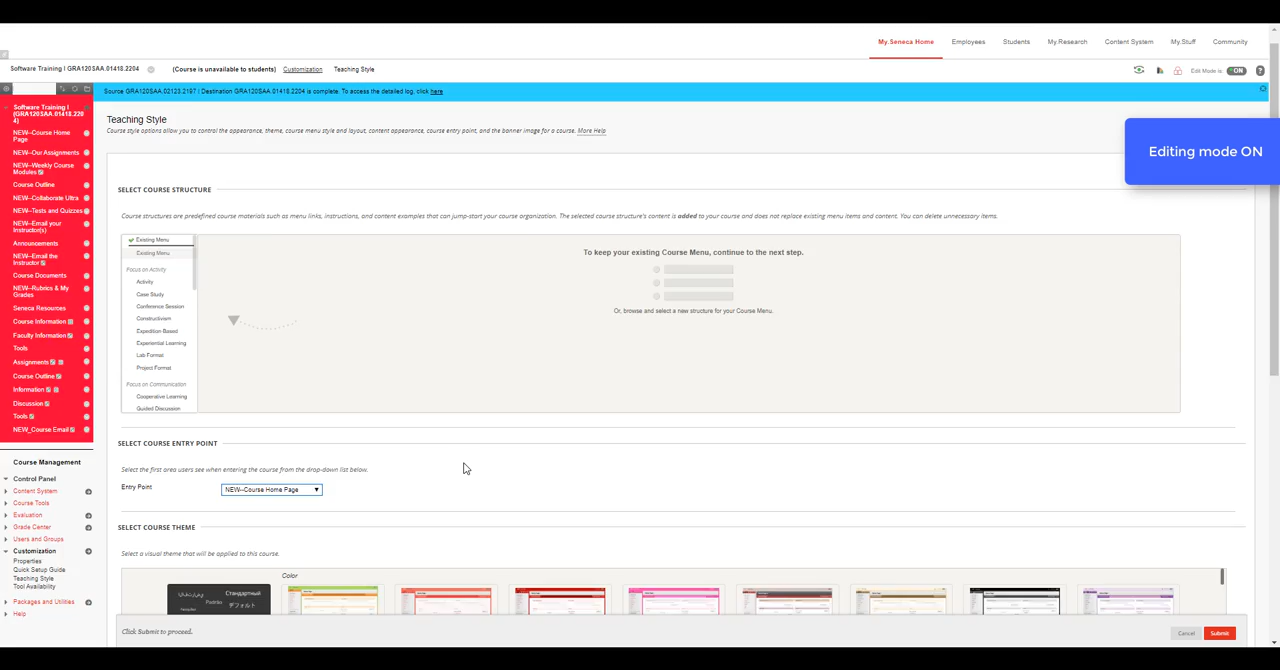 My.Seneca Home
Employees
Students
My.Research
Content System
My.Stuff
Community
Software Training I GRA120SAA.01418.2204
(Course is unavailable to students)
Customization
Teaching Style
Edit Mode is: ON
?
Source GRA120SAA.02123.2197 | Destination GRA120SAA.01418.2204 is complete. To access the detailed log, click here
Software Training I
(GRA120SAA.01418.220
4)
NEW--Course Home
Page
NEW--Our Assignments
NEW--Weekly Course
Modules
Course Outline
NEW--Collaborate Ultra
NEW--Tests and Quizzes
NEW--Email your
Instructor(s)
Announcements
NEW--Email the
Instructor
Course Documents
NEW--Rubrics & My
Grades
Seneca Resources
Course Information
Faculty Information
Tools
Assignments
Course Outline
Information
Discussion
Tools
NEW_Course Email
Course Management
Control Panel
Content System
Course Tools
Evaluation
Grade Center
Users and Groups
Customization
Properties
Quick Setup Guide
Teaching Style
Tool Availability
Packages and Utilities
Help
Teaching Style
Course style options allow you to control the appearance, theme, course menu style and layout, content appearance, course entry point, and the banner image for a course. More Help
Editing mode ON
SELECT COURSE STRUCTURE
Course structures are predefined course materials such as menu links, instructions, and content examples that can jump-start your course organization. The selected course structure's content is added to your course and does not replace existing menu items and content. You can delete unnecessary items.
Existing Menu
Existing Menu
Focus on Activity
Activity
Case Study
Conference Session
Constructivism
Expedition-Based
Experiential Learning
Lab Format
Project Format
Focus on Communication
Cooperative Learning
Guided Discussion
To keep your existing Course Menu, continue to the next step.
Or, browse and select a new structure for your Course Menu.
SELECT COURSE ENTRY POINT
Select the first area users see when entering the course from the drop-down list below.
Entry Point
NEW--Course Home Page
SELECT COURSE THEME
Select a visual theme that will be applied to this course.
Color
Стандартный
デフォルト
Click Submit to proceed.
Cancel
Submit